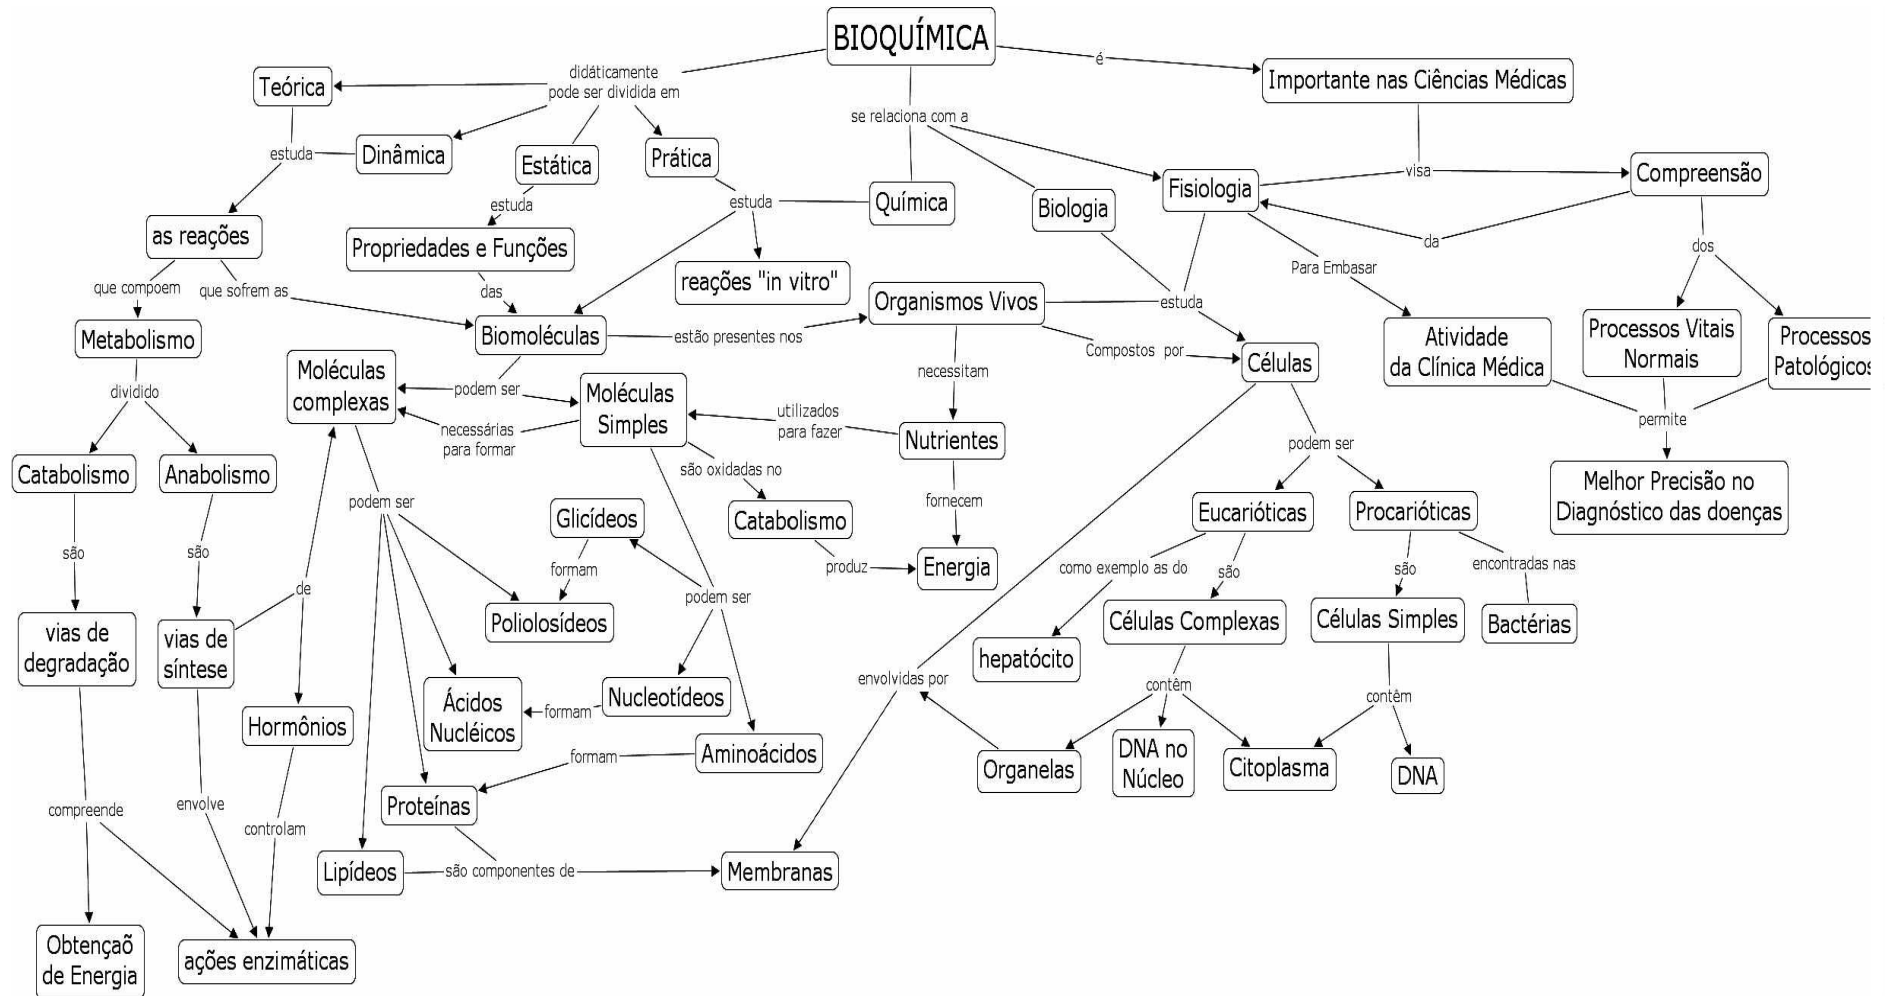 BIOQUÍMICA
é
Importante nas Ciências Médicas
didáticamente
pode ser dividida em
Teórica
se relaciona com a
Dinâmica
estuda
Estática
Prática
Fisiologia
visa
Compreensão
Química
Biologia
estuda
estuda
as reações
Propriedades e Funções
reações "in vitro"
da
dos
Para Embasar
que compoem
que sofrem as
das
Organismos Vivos
estuda
Metabolismo
Biomoléculas
estão presentes nos
Compostos por
Células
Atividade
da Clínica Médica
Processos Vitais
Normais
Processos
Patológicos
dividido
Moléculas
complexas
podem ser
Moléculas
Simples
necessitam
utilizados
para fazer
necessárias
para formar
Nutrientes
permite
podem ser
Catabolismo
Anabolismo
são oxidadas no
Melhor Precisão no
Diagnóstico das doenças
podem ser
Glicídeos
Catabolismo
fornecem
Eucarióticas
Procarióticas
são
são
formam
produz
Energia
como exemplo as do
são
são
encontradas nas
de
podem ser
Poliolosídeos
Células Complexas
Células Simples
Bactérias
vias de
degradação
vias de
síntese
hepatócito
envolvidas por
contêm
contêm
Ácidos
Nucléicos
formam
Nucleotídeos
Hormônios
Aminoácidos
formam
Organelas
DNA no
Núcleo
Citoplasma
DNA
Proteínas
compreende
envolve
controlam
Lipídeos
são componentes de
Membranas
Obtençaõ
de Energia
ações enzimáticas